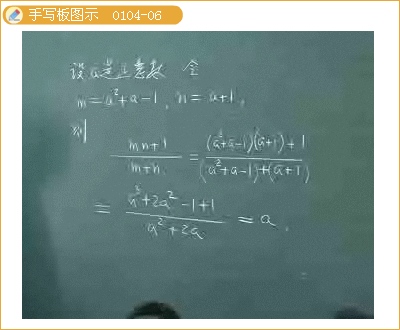 手写板图示 0104-06
设a是正整数 令
m=a²+a-1, n=a+1,
则
(mn+1)/(m+n) = ((a²+a-1)(a+1)+1)/((a²+a-1)+(a+1))
= (a³+2a²-1+1)/(a²+2a) = a.